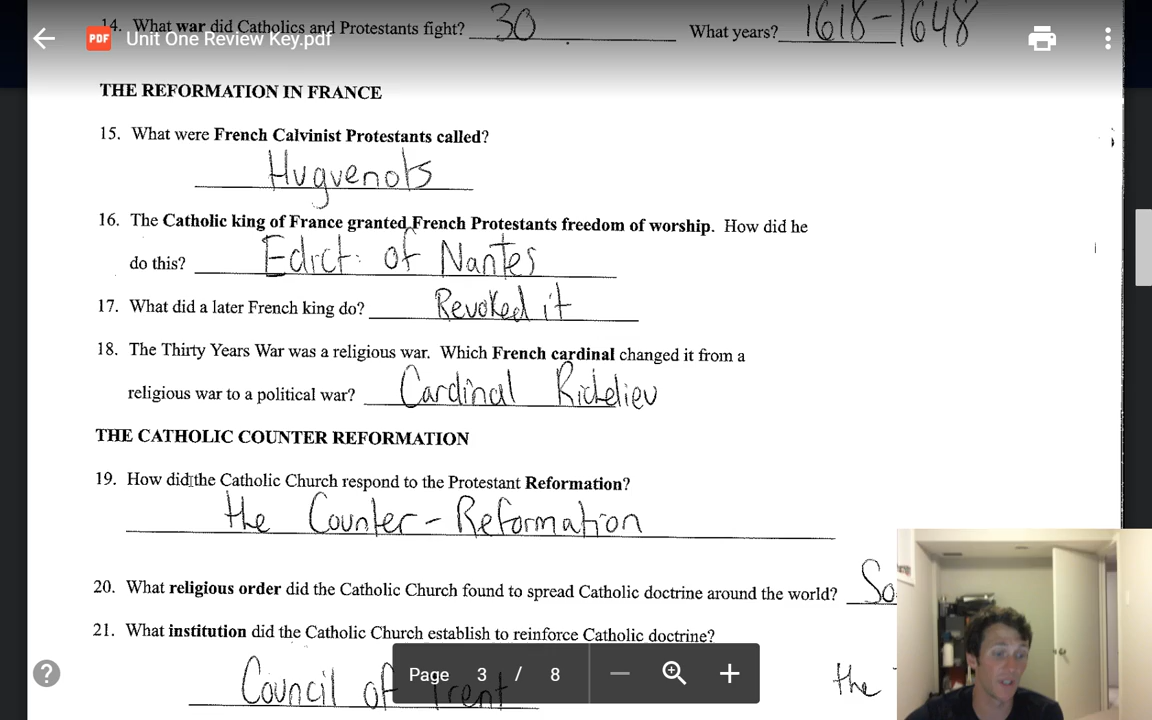 14. What war did Catholics and Protestants fight? 30 What years? 1618-1648
Unit One Review Key.pdf
THE REFORMATION IN FRANCE
15. What were French Calvinist Protestants called?
Huguenots
16. The Catholic king of France granted French Protestants freedom of worship. How did he
do this? Edict of Nantes
17. What did a later French king do? Revoked it
18. The Thirty Years War was a religious war. Which French cardinal changed it from a
religious war to a political war? Cardinal Richelieu
THE CATHOLIC COUNTER REFORMATION
19. How did the Catholic Church respond to the Protestant Reformation?
the Counter-Reformation
20. What religious order did the Catholic Church found to spread Catholic doctrine around the world? So
21. What institution did the Catholic Church establish to reinforce Catholic doctrine?
Council of Trent the
PDF
Page 3 / 8